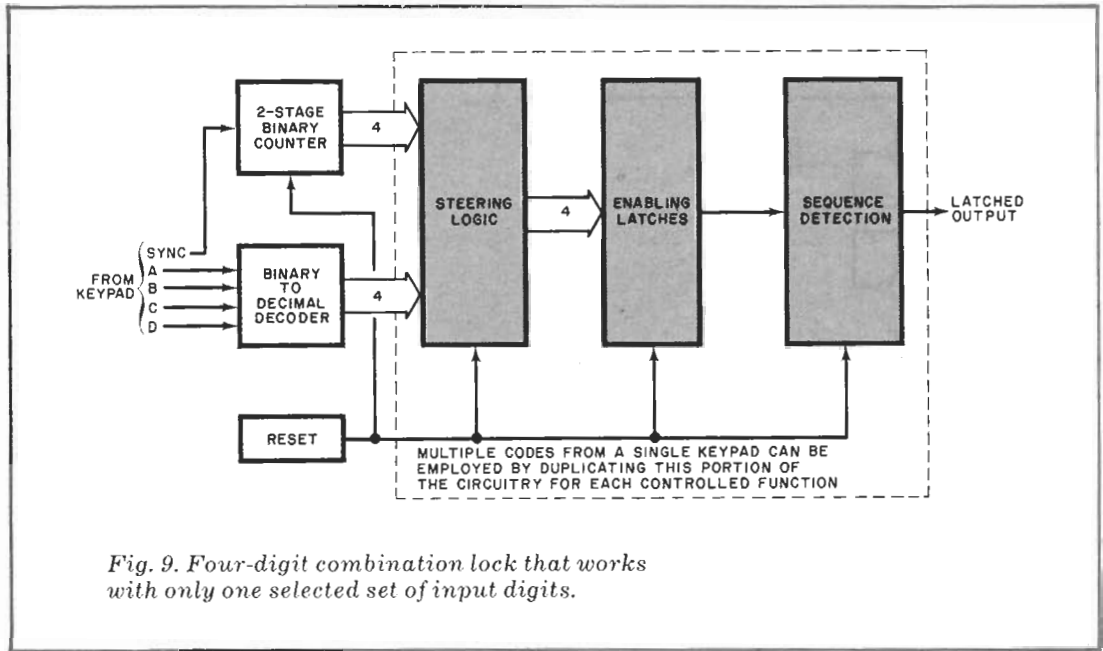 2-STAGE
BINARY
COUNTER
4
STEERING
LOGIC
4
ENABLING
LATCHES
SEQUENCE
DETECTION
LATCHED
OUTPUT
FROM
KEYPAD
SYNC
A
B
C
D
BINARY
TO
DECIMAL
DECODER
4
RESET
MULTIPLE CODES FROM A SINGLE KEYPAD CAN BE
EMPLOYED BY DUPLICATING THIS PORTION OF
THE CIRCUITRY FOR EACH CONTROLLED FUNCTION
Fig. 9. Four-digit combination lock that works
with only one selected set of input digits.